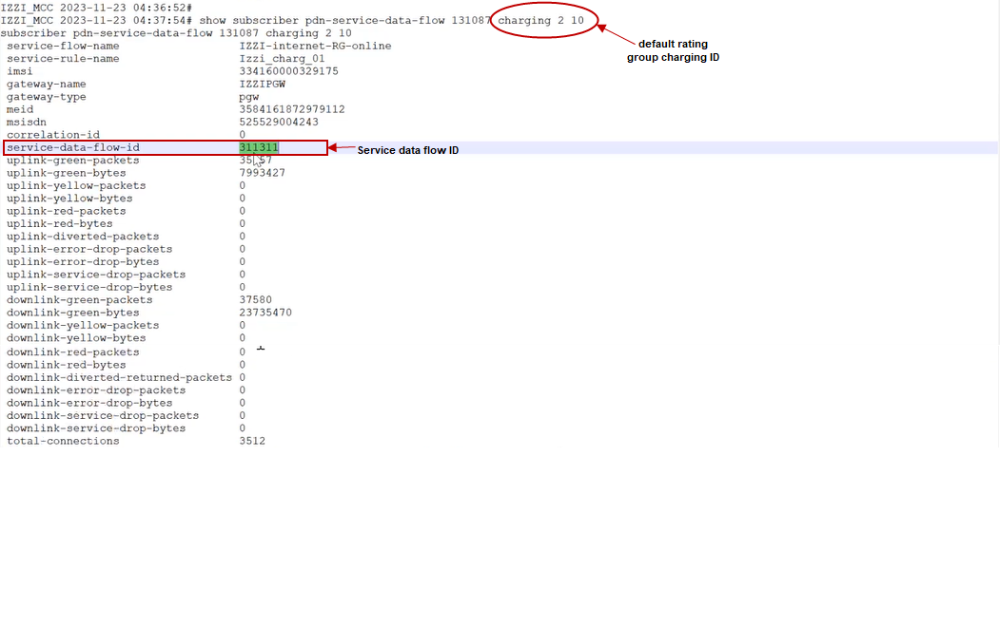 IZZI_MCC 2023-11-23 04:36:52#
IZZI_MCC 2023-11-23 04:37:54# show subscriber pdn-service-data-flow 131087 charging 2 10
subscriber pdn-service-data-flow 131087 charging 2 10
default rating
group charging ID
service-flow-name IZZI-internet-RG-online
service-rule-name Izzi_charg_01
imsi 334160000329175
gateway-name IZZIPGW
gateway-type pgw
meid 3584161872979112
msisdn 525529004243
correlation-id 0
service-data-flow-id 311311 Service data flow ID
uplink-green-packets
uplink-green-bytes 7993427
uplink-yellow-packets 0
uplink-yellow-bytes 0
uplink-red-packets 0
uplink-red-bytes 0
uplink-diverted-packets 0
uplink-error-drop-packets 0
uplink-error-drop-bytes 0
uplink-service-drop-packets 0
uplink-service-drop-bytes 0
downlink-green-packets 37580
downlink-green-bytes 23735470
downlink-yellow-packets 0
downlink-yellow-bytes 0
downlink-red-packets 0
downlink-red-bytes 0
downlink-diverted-returned-packets 0
downlink-error-drop-packets 0
downlink-error-drop-bytes 0
downlink-service-drop-packets 0
downlink-service-drop-bytes 0
total-connections 3512